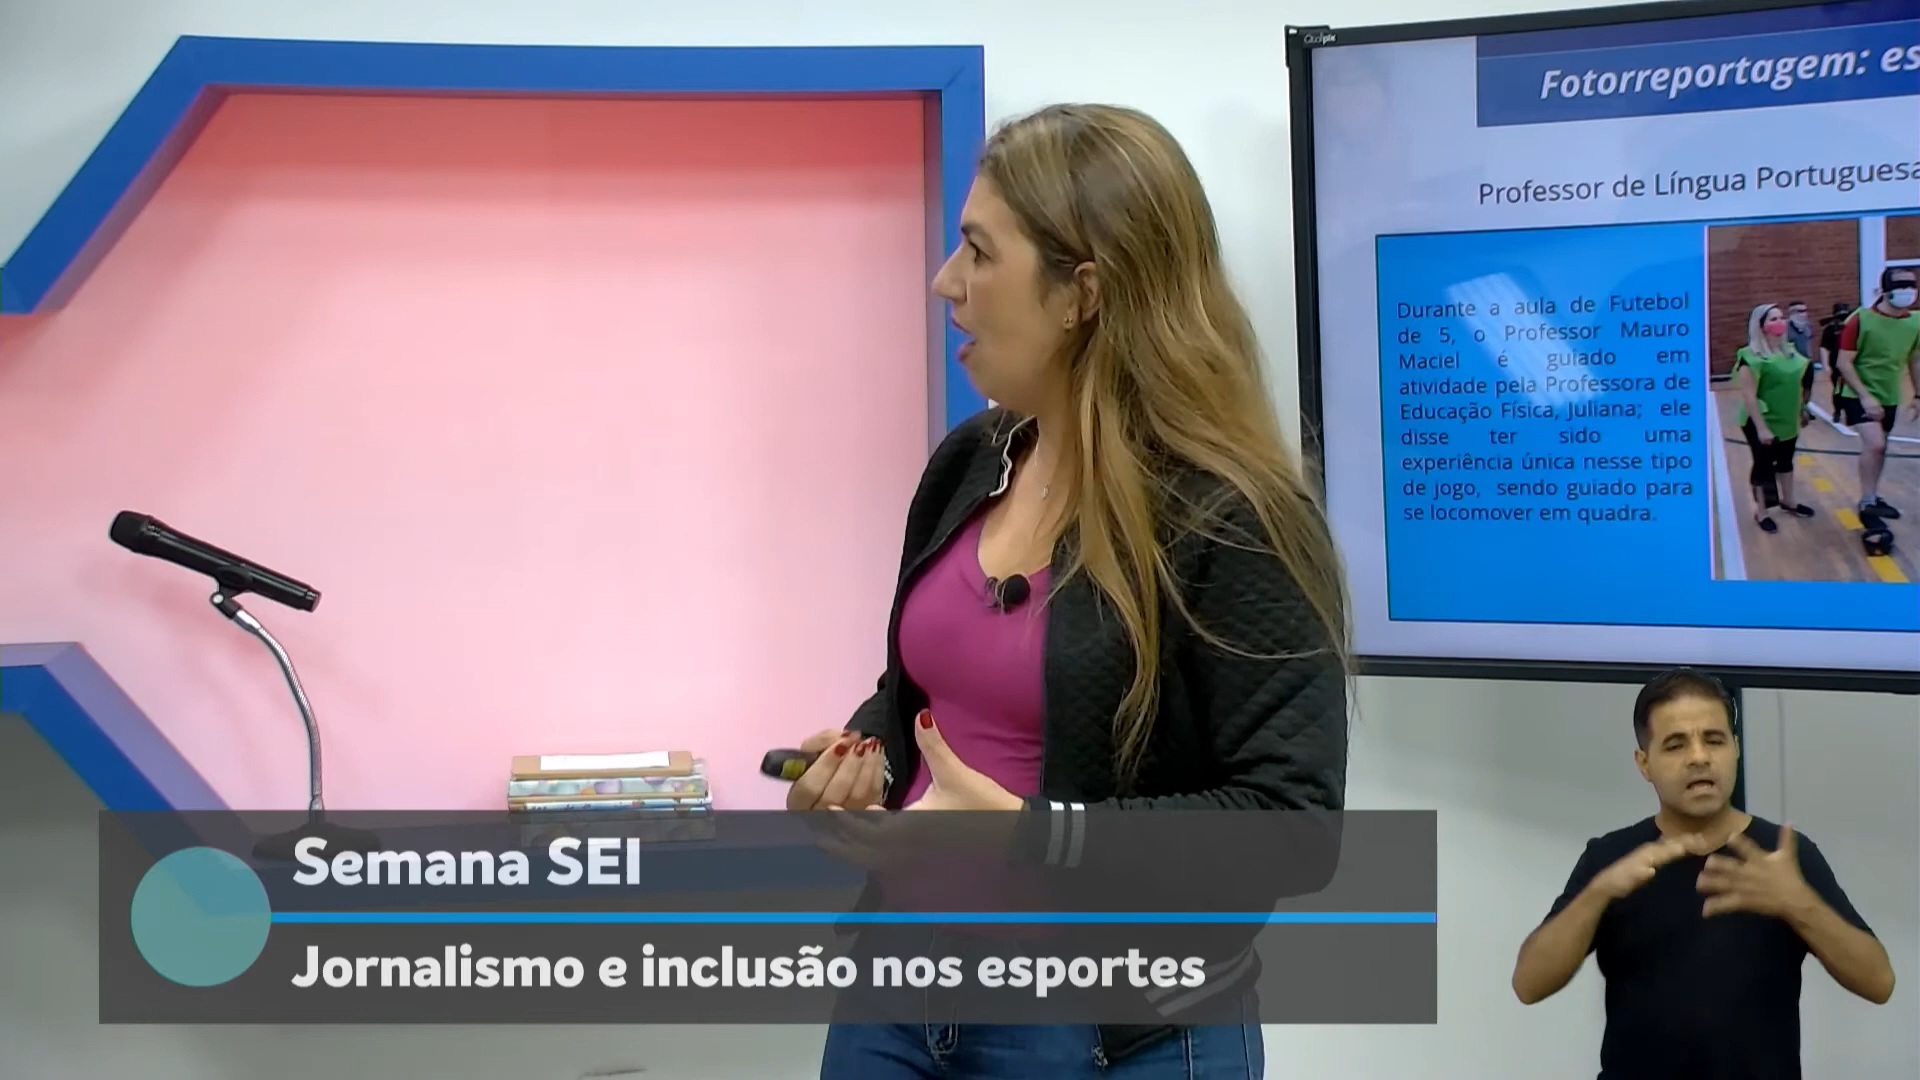 Qualipix
Fotorreportagem: es
Professor de Língua Portuguesa
Durante a aula de Futebol
de 5, o Professor Mauro
Maciel é guiado em
atividade pela Professora de
Educação Física, Juliana; ele
disse ter sido uma
experiência única nesse tipo
de jogo, sendo guiado para
se locomover em quadra.
Semana SEI
Jornalismo e inclusão nos esportes